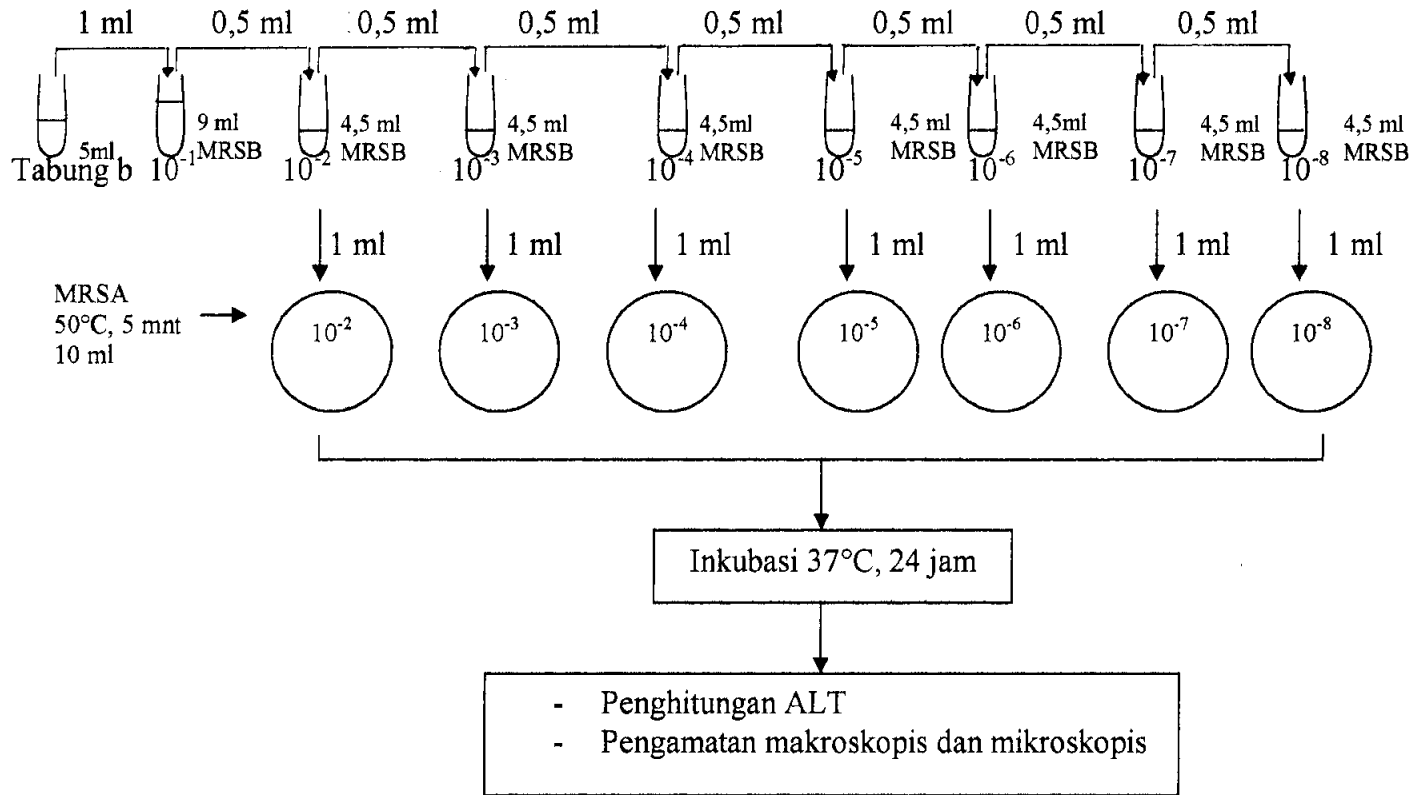 1 ml 0,5 ml 0,5 ml 0,5 ml 0,5 ml 0,5 ml 0,5 ml 0,5 ml
5ml
Tabung b
9 ml
MRSB
10⁻¹
4,5 ml
MRSB
10⁻²
4,5 ml
MRSB
10⁻³
4,5ml
MRSB
10⁻⁴
4,5 ml
MRSB
10⁻⁵
4,5ml
MRSB
10⁻⁶
4,5 ml
MRSB
10⁻⁷
4,5 ml
MRSB
10⁻⁸
1 ml 1 ml 1 ml 1 ml 1 ml 1 ml 1 ml
MRSA
50°C, 5 mnt
10 ml
10⁻² 10⁻³ 10⁻⁴ 10⁻⁵ 10⁻⁶ 10⁻⁷ 10⁻⁸
Inkubasi 37°C, 24 jam
- Penghitungan ALT
- Pengamatan makroskopis dan mikroskopis